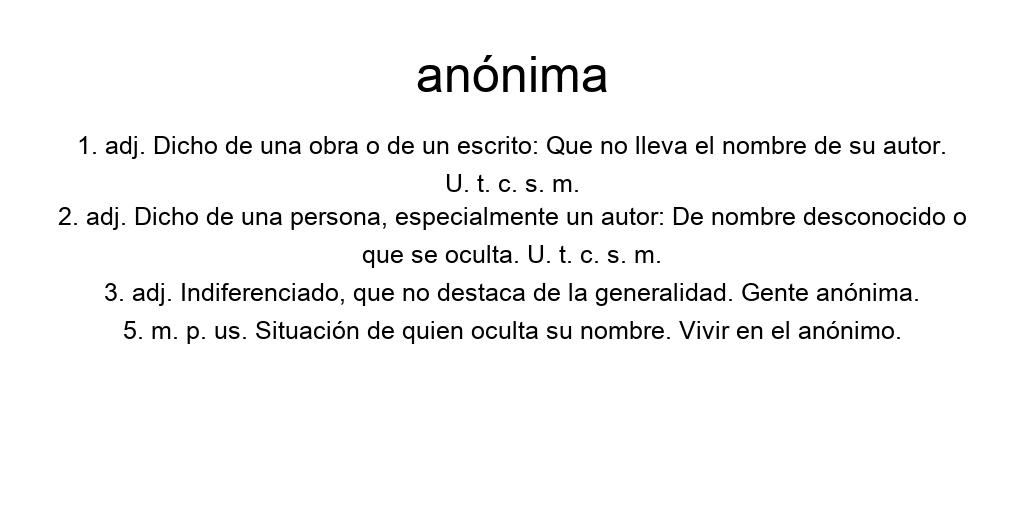 anónima
1. adj. Dicho de una obra o de un escrito: Que no lleva el nombre de su autor.
U. t. c. s. m.
2. adj. Dicho de una persona, especialmente un autor: De nombre desconocido o
que se oculta. U. t. c. s. m.
3. adj. Indiferenciado, que no destaca de la generalidad. Gente anónima.
5. m. p. us. Situación de quien oculta su nombre. Vivir en el anónimo.